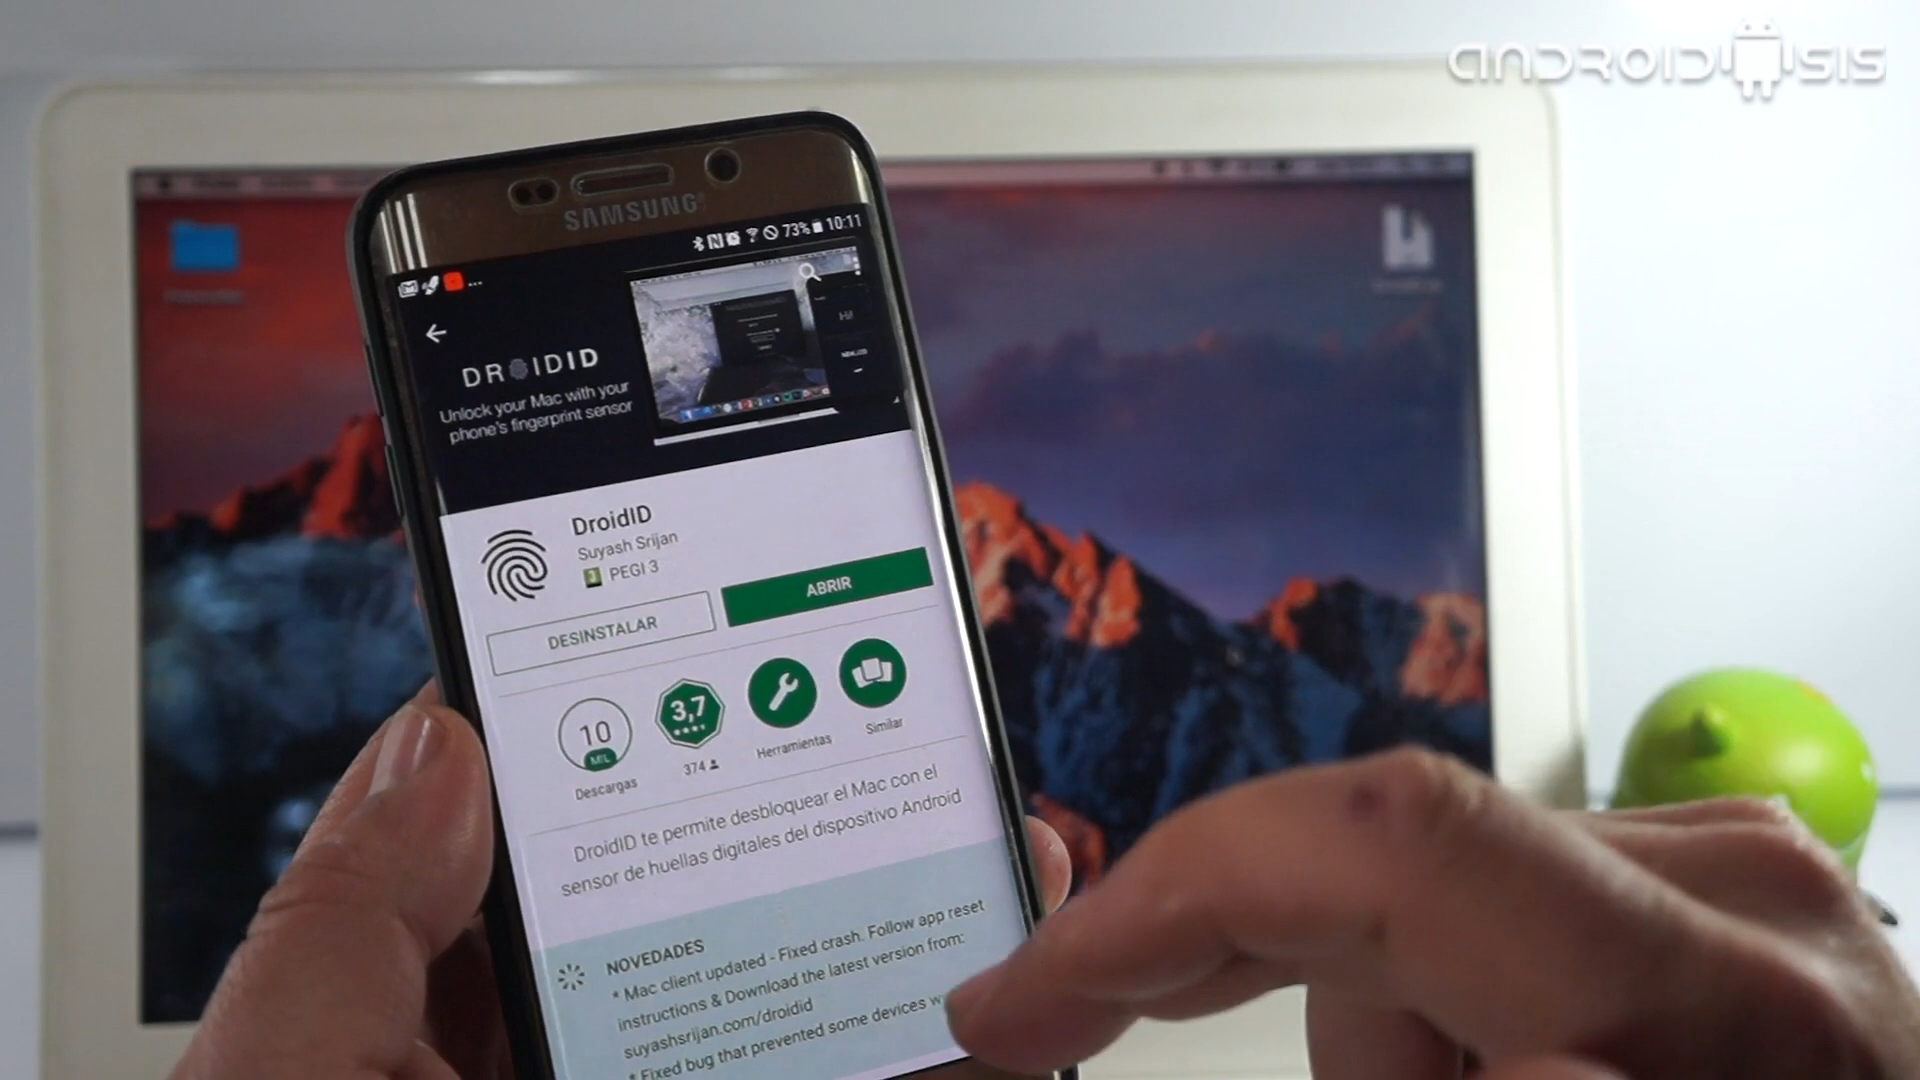 ANDROIDSIS
SAMSUNG
73% 10:11
DROIDID
Unlock your Mac with your
phone's fingerprint sensor
Hi!
DroidID
Suyash Srijan
3 PEGI 3
DESINSTALAR
ABRIR
10
MIL
Descargas
3,7
374
Herramientas
Similar
DroidID te permite desbloquear el Mac con el
sensor de huellas digitales del dispositivo Android
NOVEDADES
* Mac client updated - Fixed crash. Follow app reset
instructions & Download the latest version from:
suyashsrijan.com/droidid
* Fixed bug that prevented some devices